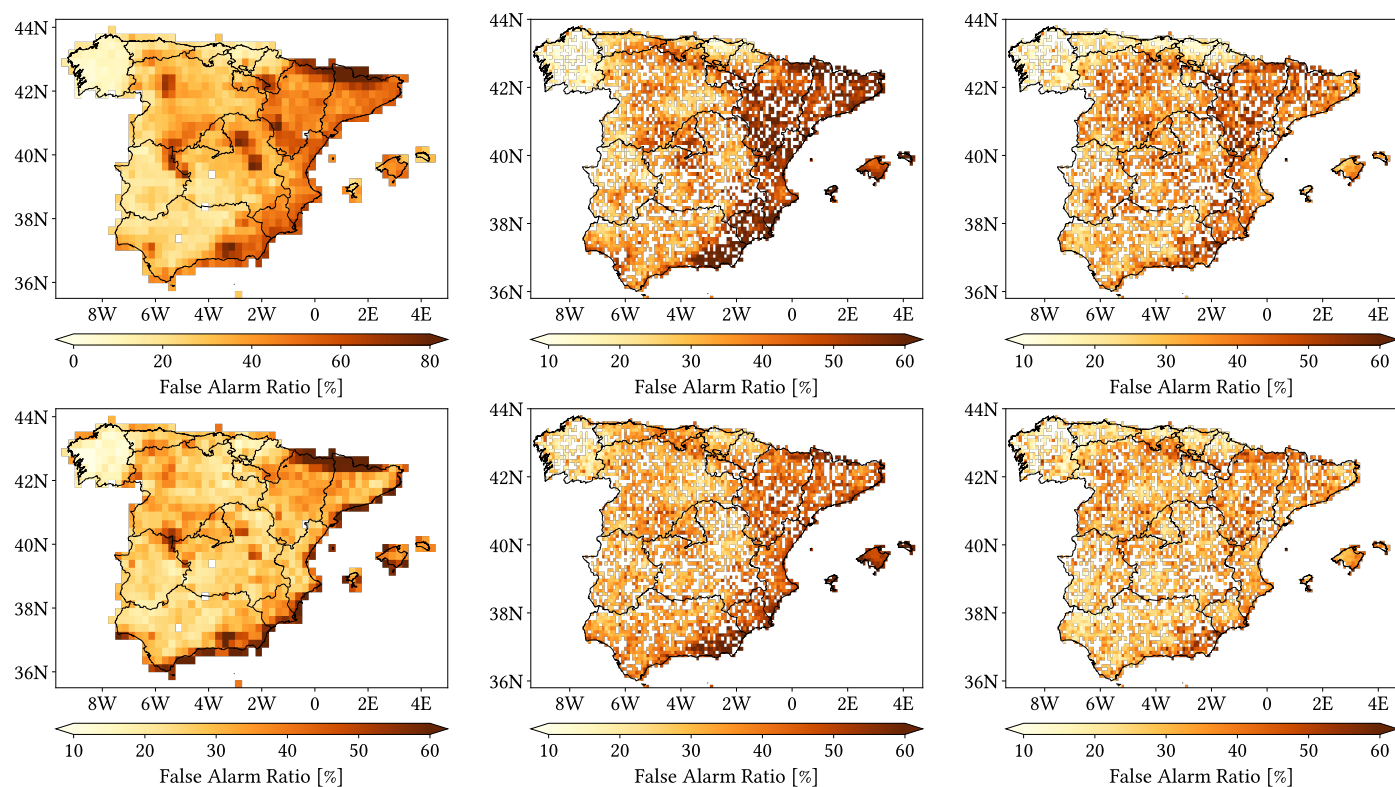 44N 44N 44N
42N 42N 42N
40N 40N 40N
38N 38N 38N
36N 36N 36N
8W 6W 4W 2W 0 2E 4E 8W 6W 4W 2W 0 2E 4E 8W 6W 4W 2W 0 2E 4E
0 20 40 60 80 10 20 30 40 50 60 10 20 30 40 50 60
False Alarm Ratio [%] False Alarm Ratio [%] False Alarm Ratio [%]
44N 44N 44N
42N 42N 42N
40N 40N 40N
38N 38N 38N
36N 36N 36N
8W 6W 4W 2W 0 2E 4E 8W 6W 4W 2W 0 2E 4E 8W 6W 4W 2W 0 2E 4E
10 20 30 40 50 60 10 20 30 40 50 60 10 20 30 40 50 60
False Alarm Ratio [%] False Alarm Ratio [%] False Alarm Ratio [%]